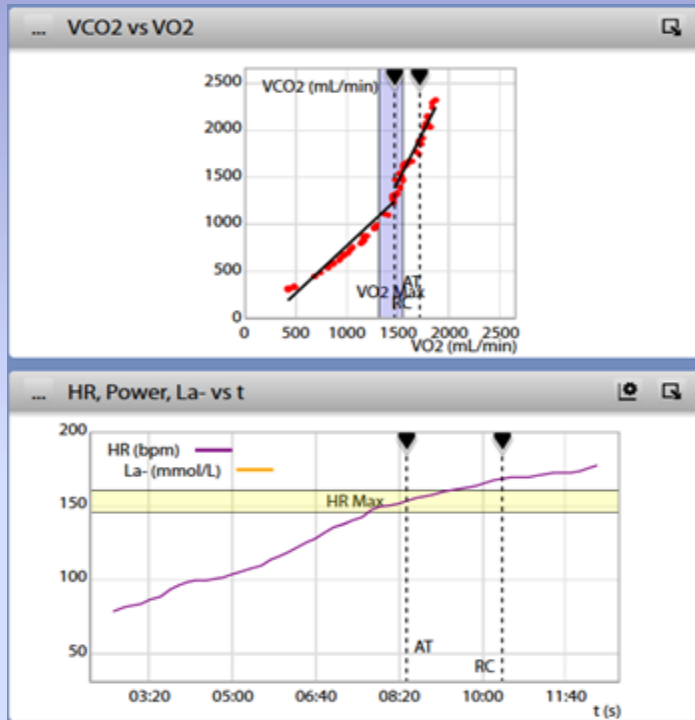 ... VCO2 vs VO2
2500
VCO2 (mL/min)
2000
1500
1000
500
AT
VO2 Max
RC
0
0 500 1000 1500 2000 2500
VO2 (mL/min)
... HR, Power, La- vs t
200
HR (bpm)
La- (mmol/L)
150
HR Max
100
50
AT
RC
03:20 05:00 06:40 08:20 10:00 11:40
t (s)